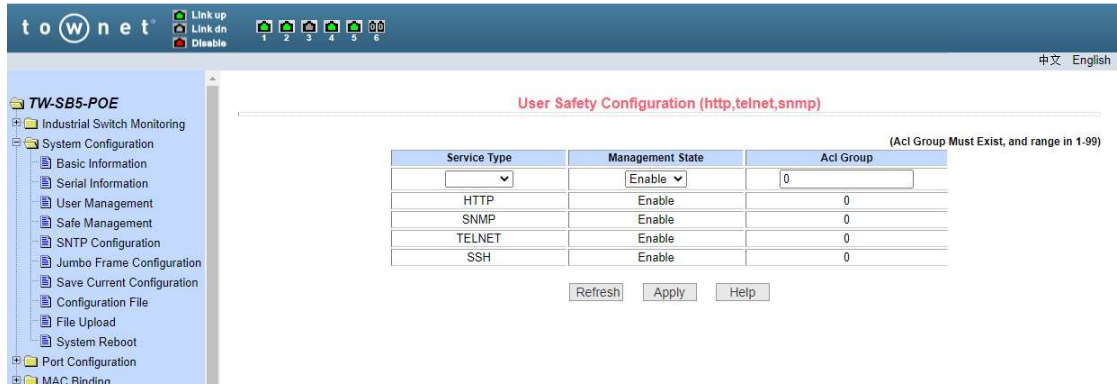 townet
Link up
Link dn
Disable
1 2 3 4 5 6
中文 English
TW-SB5-POE
Industrial Switch Monitoring
System Configuration
Basic Information
Serial Information
User Management
Safe Management
SNTP Configuration
Jumbo Frame Configuration
Save Current Configuration
Configuration File
File Upload
System Reboot
Port Configuration
MAC Binding
User Safety Configuration (http,telnet,snmp)
(Acl Group Must Exist, and range in 1-99)
Service Type Management State Acl Group
Enable 0
HTTP Enable 0
SNMP Enable 0
TELNET Enable 0
SSH Enable 0
Refresh Apply Help